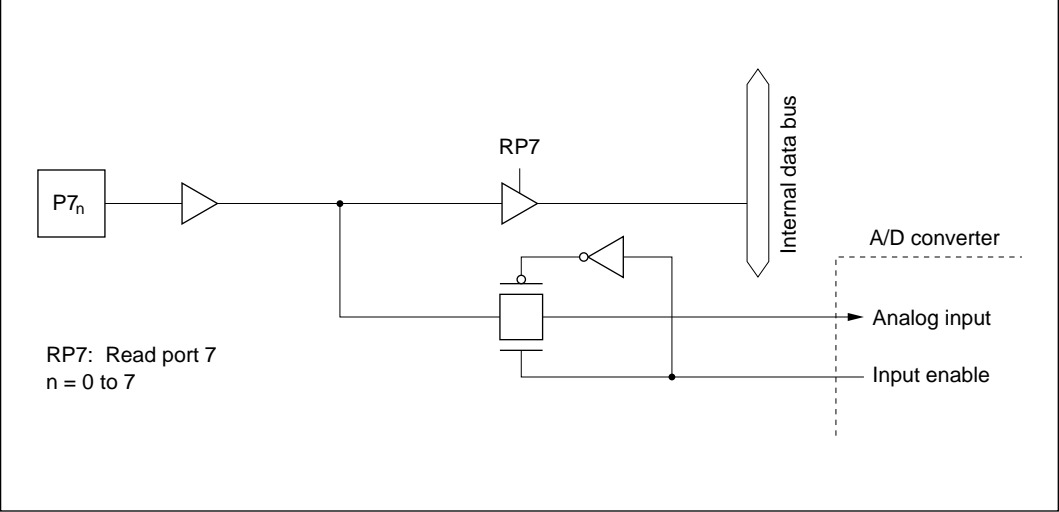 RP7
P7n
Internal data bus
A/D converter
Analog input
RP7: Read port 7
n = 0 to 7
Input enable